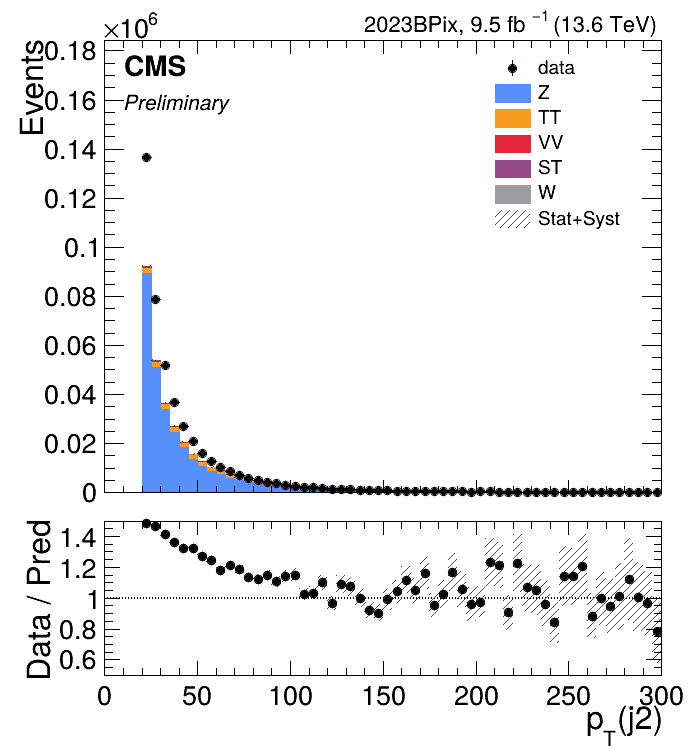 ×10⁶
2023BPix, 9.5 fb⁻¹ (13.6 TeV)
CMS
Preliminary
data
Z
TT
VV
ST
W
Stat+Syst
Events
0.18
0.16
0.14
0.12
0.1
0.08
0.06
0.04
0.02
0
Data / Pred
1.4
1.2
1
0.8
0.6
0 50 100 150 200 250 300
p_T(j2)